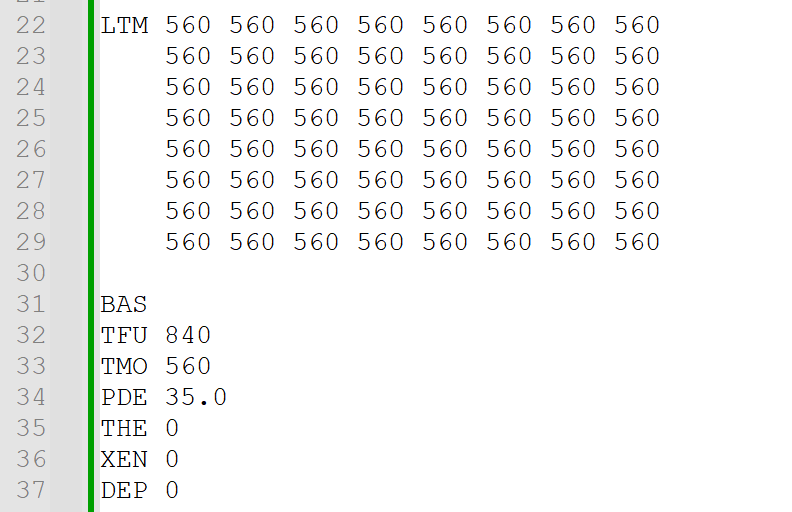 22 LTM 560 560 560 560 560 560 560 560
23 560 560 560 560 560 560 560 560
24 560 560 560 560 560 560 560 560
25 560 560 560 560 560 560 560 560
26 560 560 560 560 560 560 560 560
27 560 560 560 560 560 560 560 560
28 560 560 560 560 560 560 560 560
29 560 560 560 560 560 560 560 560
30
31 BAS
32 TFU 840
33 TMO 560
34 PDE 35.0
35 THE 0
36 XEN 0
37 DEP 0